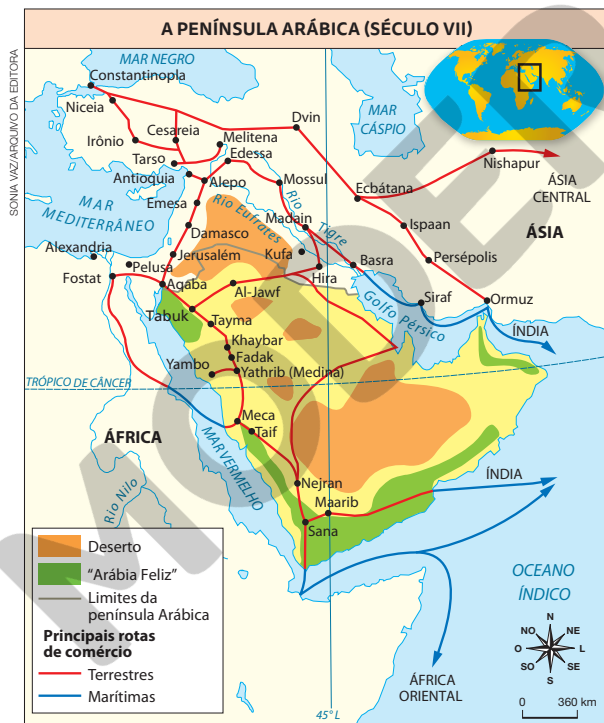 A PENÍNSULA ARÁBICA (SÉCULO VII)
SONIA VAZ/ARQUIVO DA EDITORA
MAR NEGRO
Constantinopla
Niceia
Irônio
Cesareia
Melitena
Dvin
MAR
CÁSPIO
Tarso
Edessa
Nishapur
Antioquia
Alepo
Mossul
Ecbátana
ÁSIA
CENTRAL
MAR
MEDITERRÂNEO
Emesa
Rio Eufrates
Rio
Tigre
Madain
Ispaan
ÁSIA
Alexandria
Damasco
Kufa
Basra
Persépolis
Pelusa
Jerusalém
Hira
Fostat
Aqaba
Al-Jawf
Siraf
Ormuz
Golfo Pérsico
ÍNDIA
Tabuk
Tayma
Khaybar
Fadak
Yambo
Yathrib (Medina)
TRÓPICO DE CÂNCER
Meca
Taif
ÁFRICA
MAR VERMELHO
Rio Nilo
Nejran
Maarib
Sana
ÍNDIA
Deserto
"Arábia Feliz"
Limites da
península Arábica
Principais rotas
de comércio
Terrestres
Marítimas
OCEANO
ÍNDICO
N
NO
NE
O
L
SO
SE
S
ÁFRICA
ORIENTAL
45° L
0
360 km
MODERNA